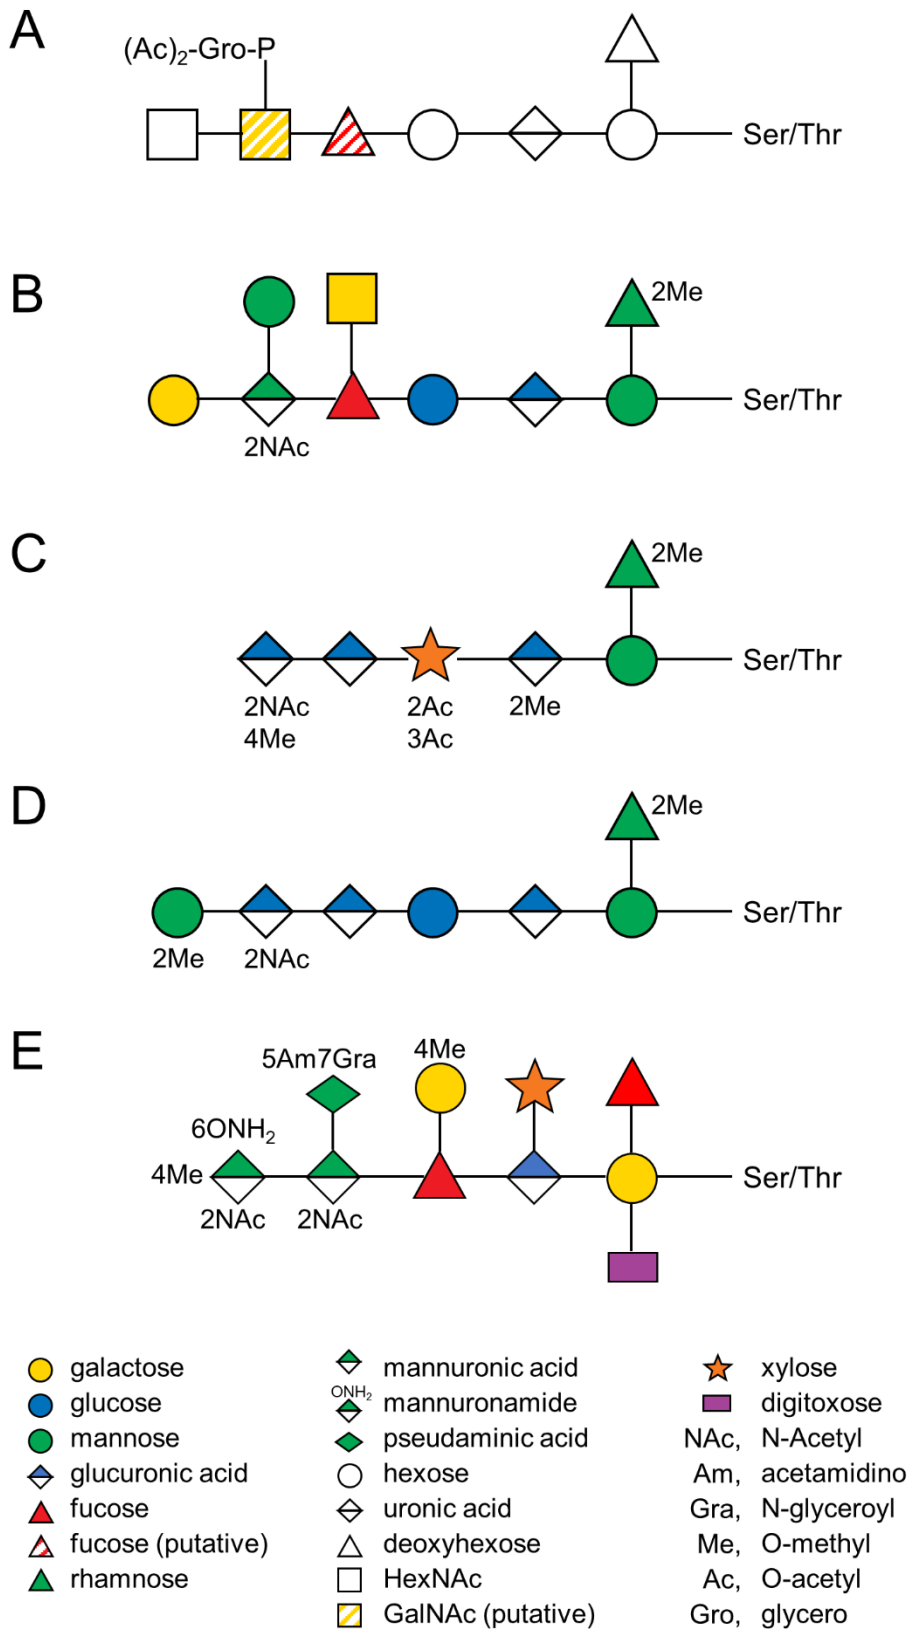 A
(Ac)₂-Gro-P
Ser/Thr
B
2Me
Ser/Thr
2NAc
C
2Me
Ser/Thr
2NAc 2Ac 2Me
4Me 3Ac
D
2Me
Ser/Thr
2Me 2NAc
E
4Me
5Am7Gra
6ONH₂
4Me Ser/Thr
2NAc 2NAc
galactose
glucose
mannose
glucuronic acid
fucose
fucose (putative)
rhamnose
mannuronic acid
ONH₂ mannuronamide
pseudaminic acid
hexose
uronic acid
deoxyhexose
HexNAc
GalNAc (putative)
xylose
digitoxose
NAc, N-Acetyl
Am, acetamidino
Gra, N-glyceroyl
Me, O-methyl
Ac, O-acetyl
Gro, glycero